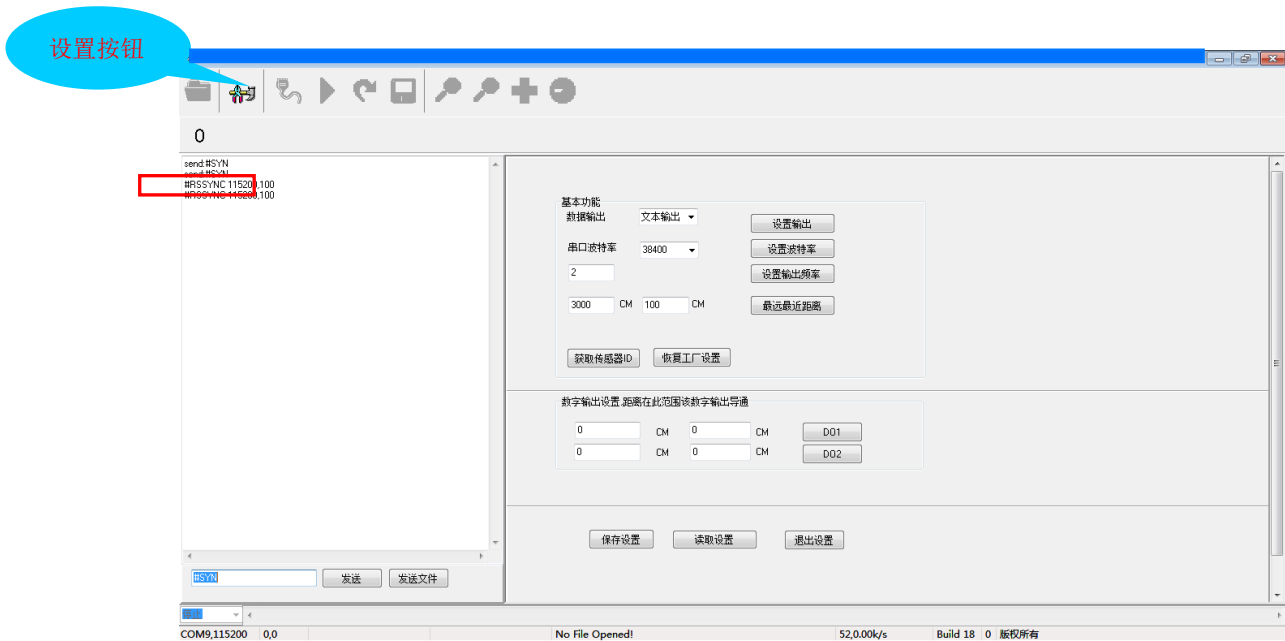 设置按钮
0
send:#SYN
send:#SYN
#RSSYNC 115200,100
#RSSYNC 115200,100
基本功能
数据输出 文本输出 设置输出
串口波特率 38400 设置波特率
2 设置输出频率
3000 CM 100 CM 最远最近距离
获取传感器ID 恢复工厂设置
数字输出设置,距离在此范围该数字输出导通
0 CM 0 CM DO1
0 CM 0 CM DO2
保存设置 读取设置 退出设置
#SYN 发送 发送文件
COM9,115200 0,0 No File Opened! 52,0.00k/s Build 18 0 版权所有